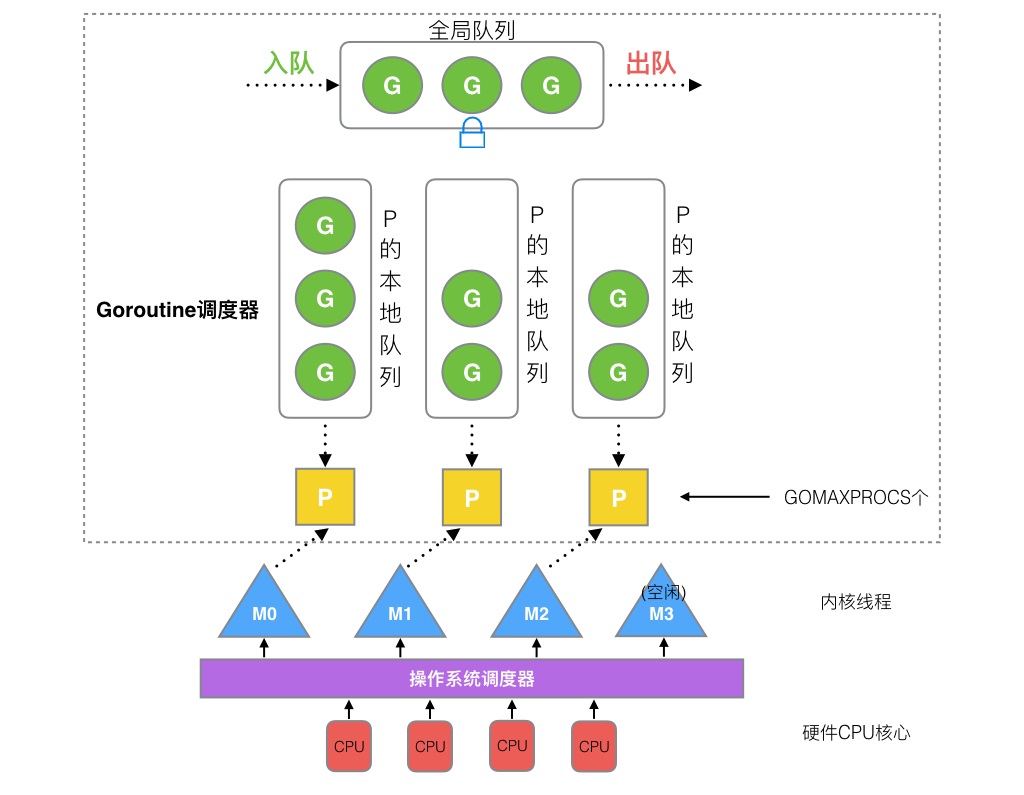 全局队列
入队
出队
G G G
G
G
G
P的本地队列
G
G
P的本地队列
G
G
P的本地队列
Goroutine调度器
P P P
GOMAXPROCS个
M0 M1 M2
(空闲)
M3
内核线程
操作系统调度器
CPU CPU CPU CPU
硬件CPU核心